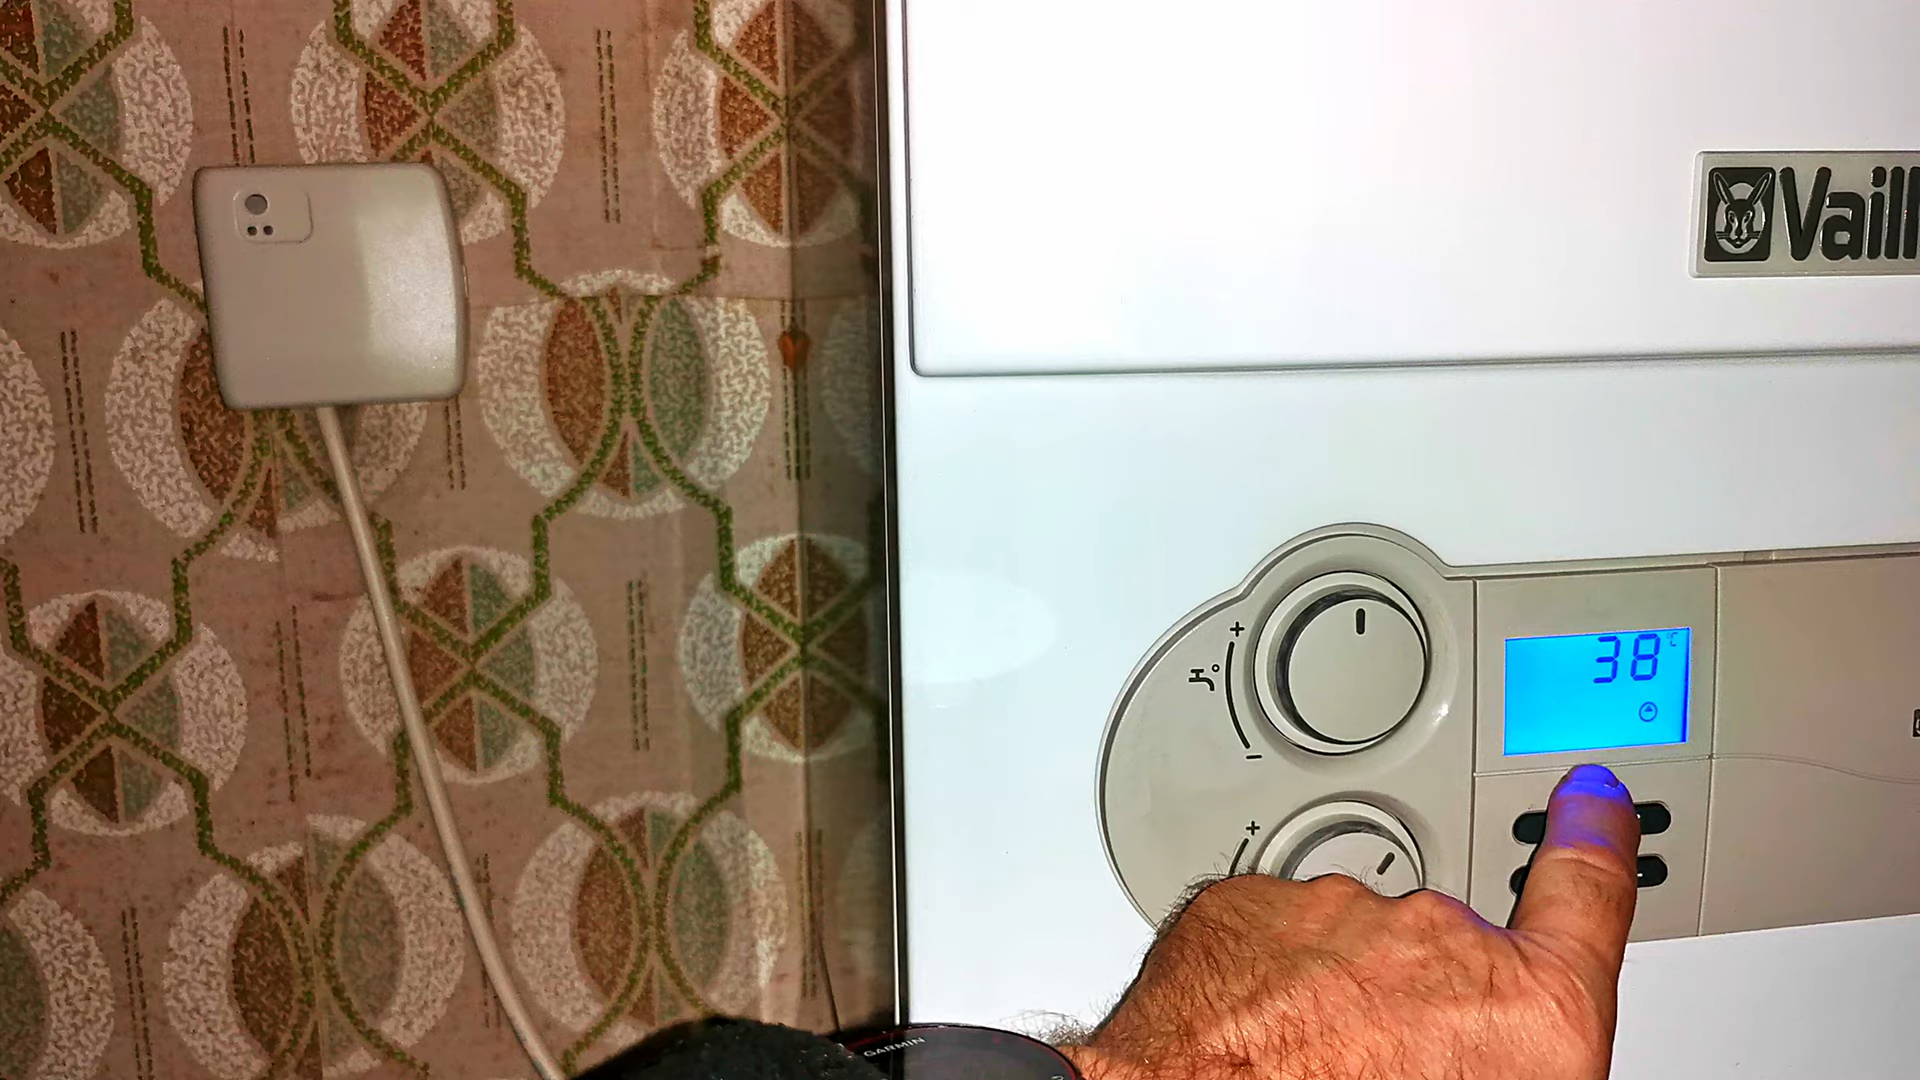 Vaill
38 °C
+
-
+
GARMIN